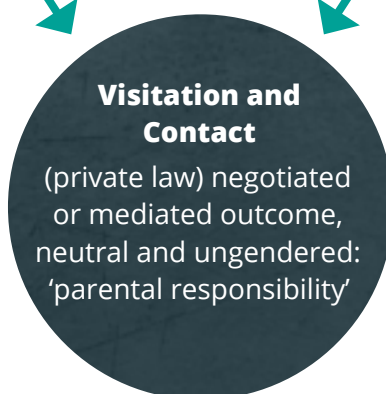 Visitation and
Contact
(private law) negotiated
or mediated outcome,
neutral and ungendered:
‘parental responsibility’